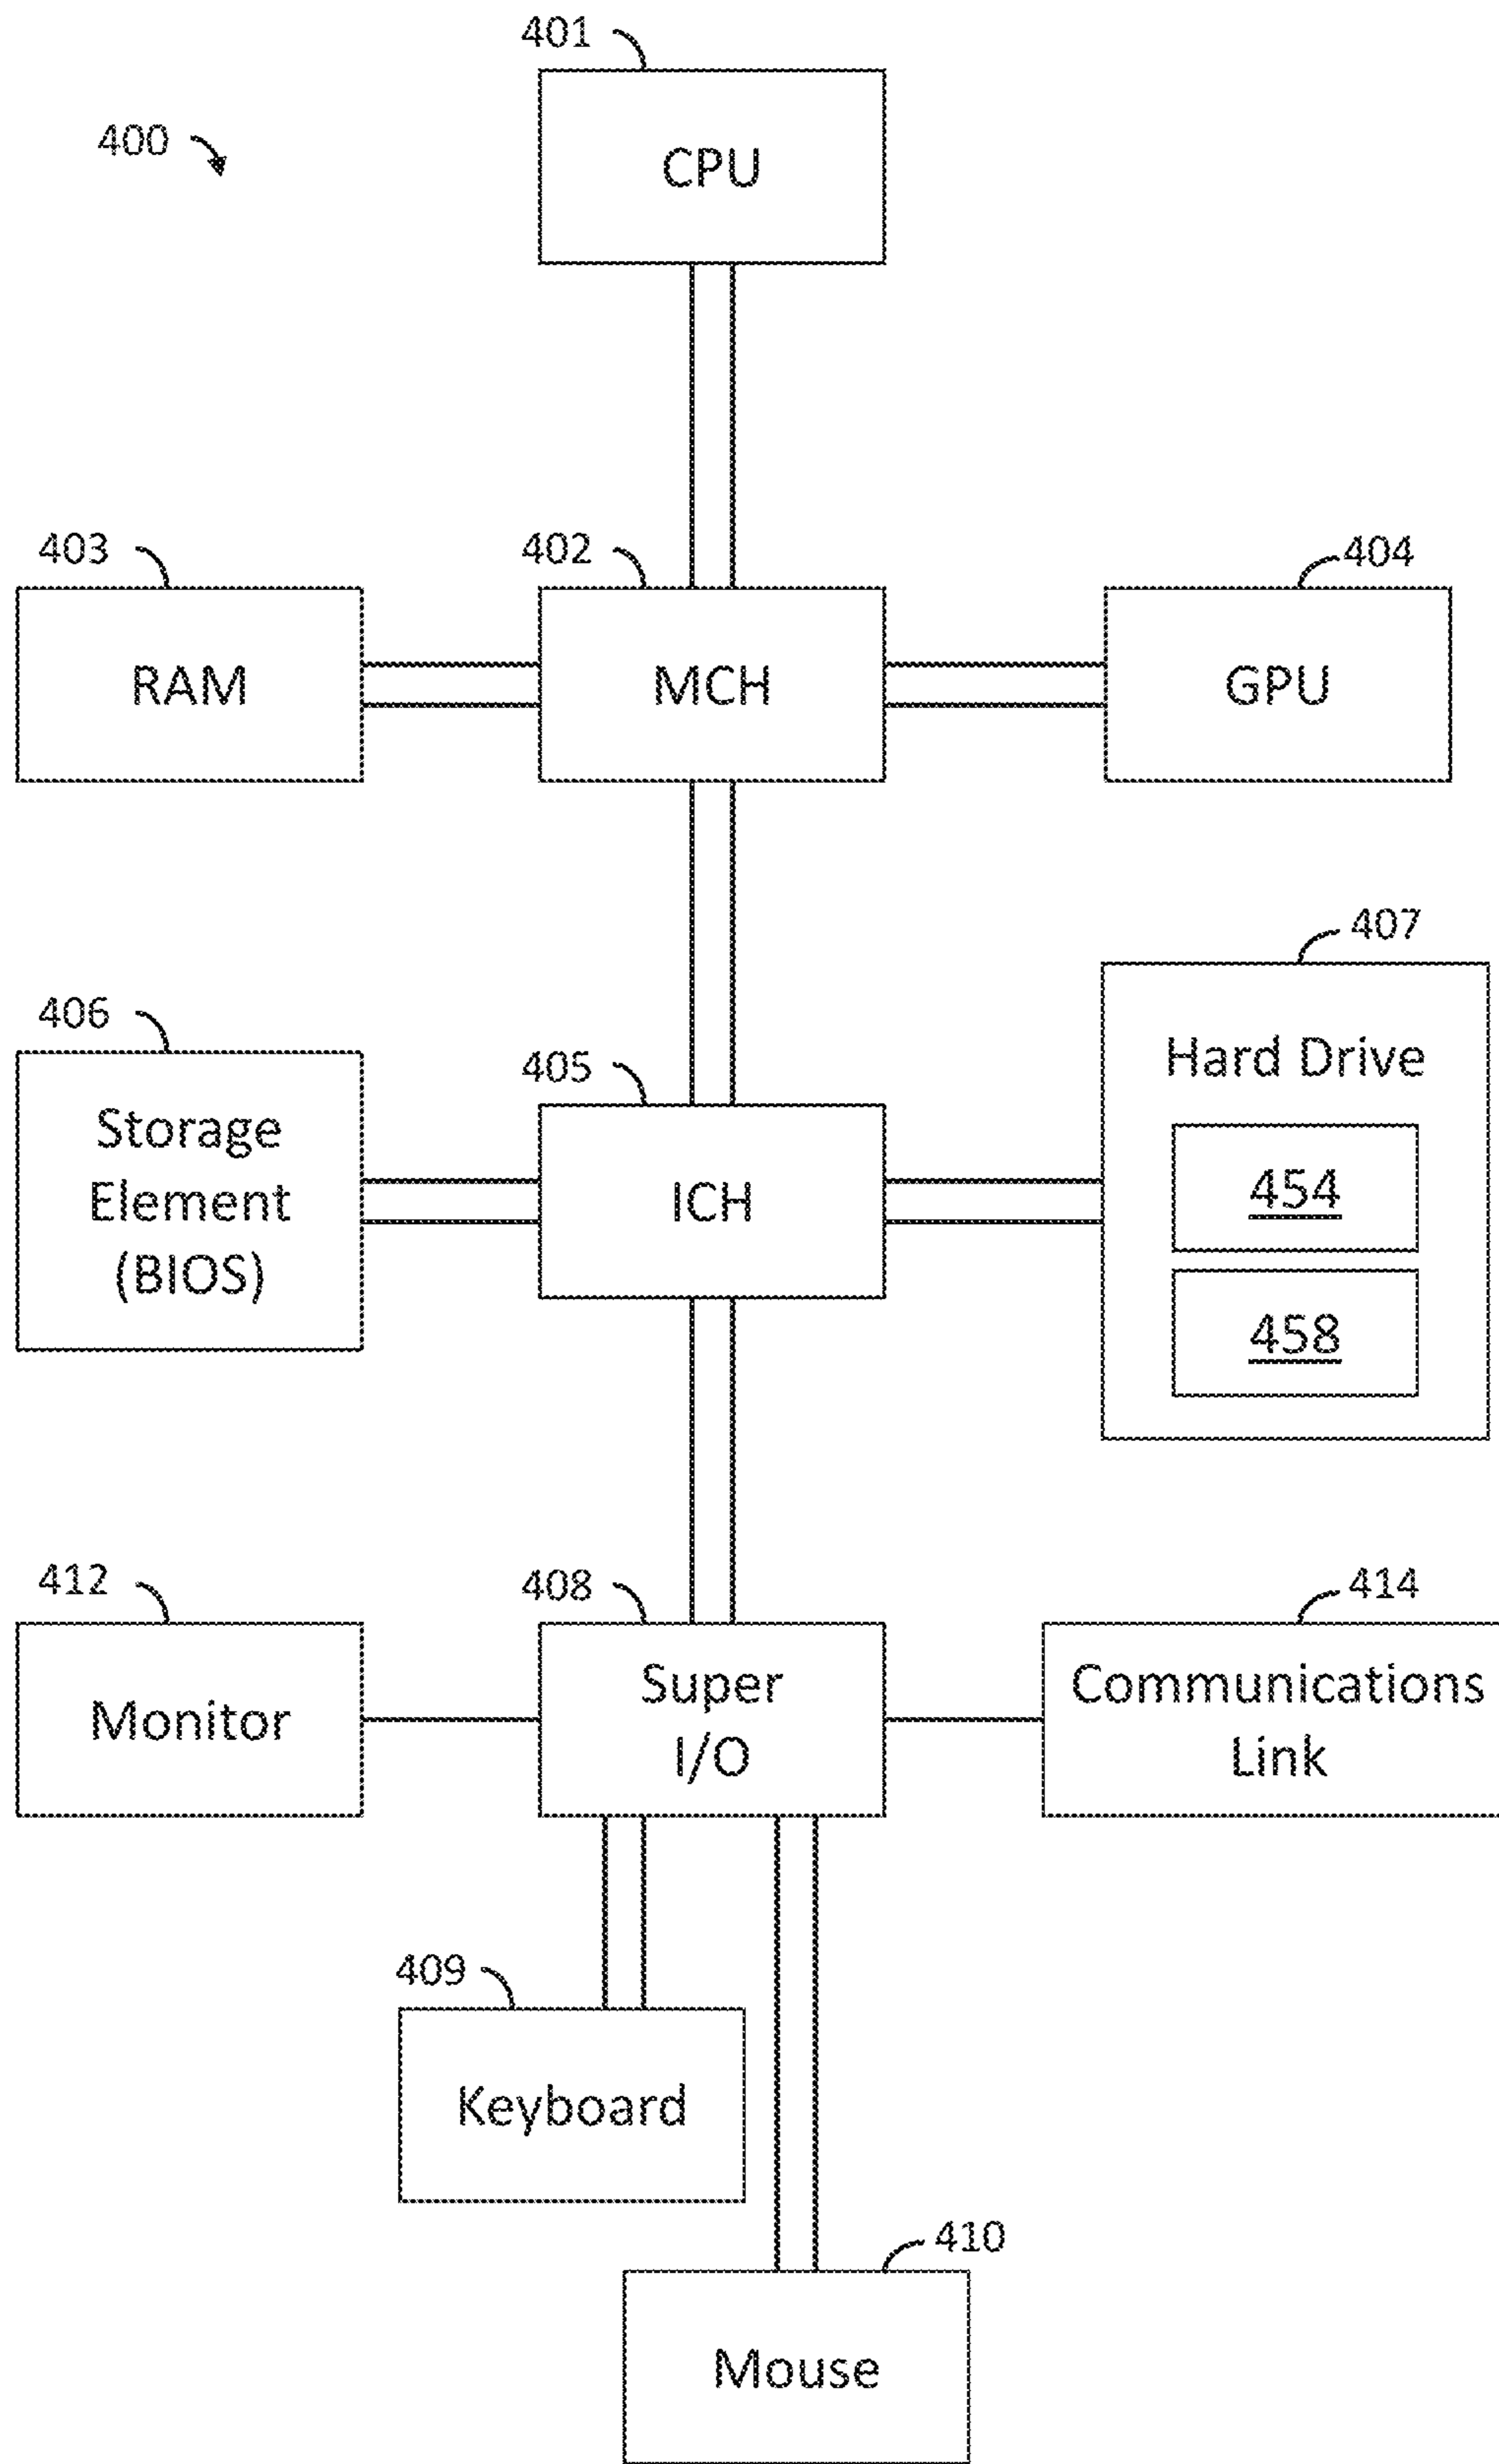 401
400
CPU
403
402
404
RAM
MCH
GPU
407
406
405
Hard Drive
Storage
Element
(BIOS)
ICH
454
458
412
408
414
Monitor
Super
I/O
Communications
Link
409
Keyboard
410
Mouse